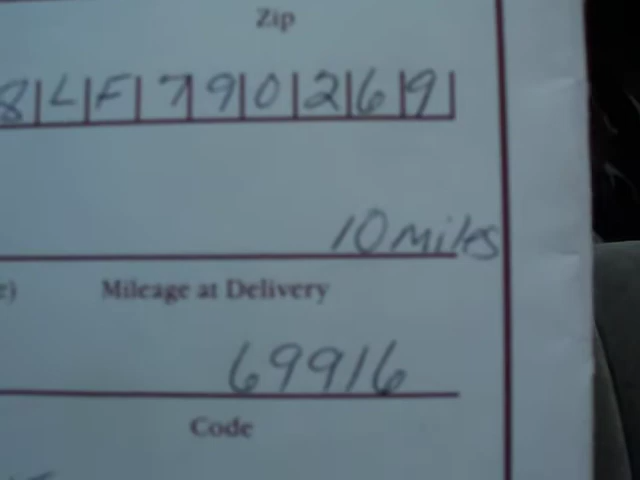 Zip
8LF790269
10 miles
e) Mileage at Delivery
69916
Code